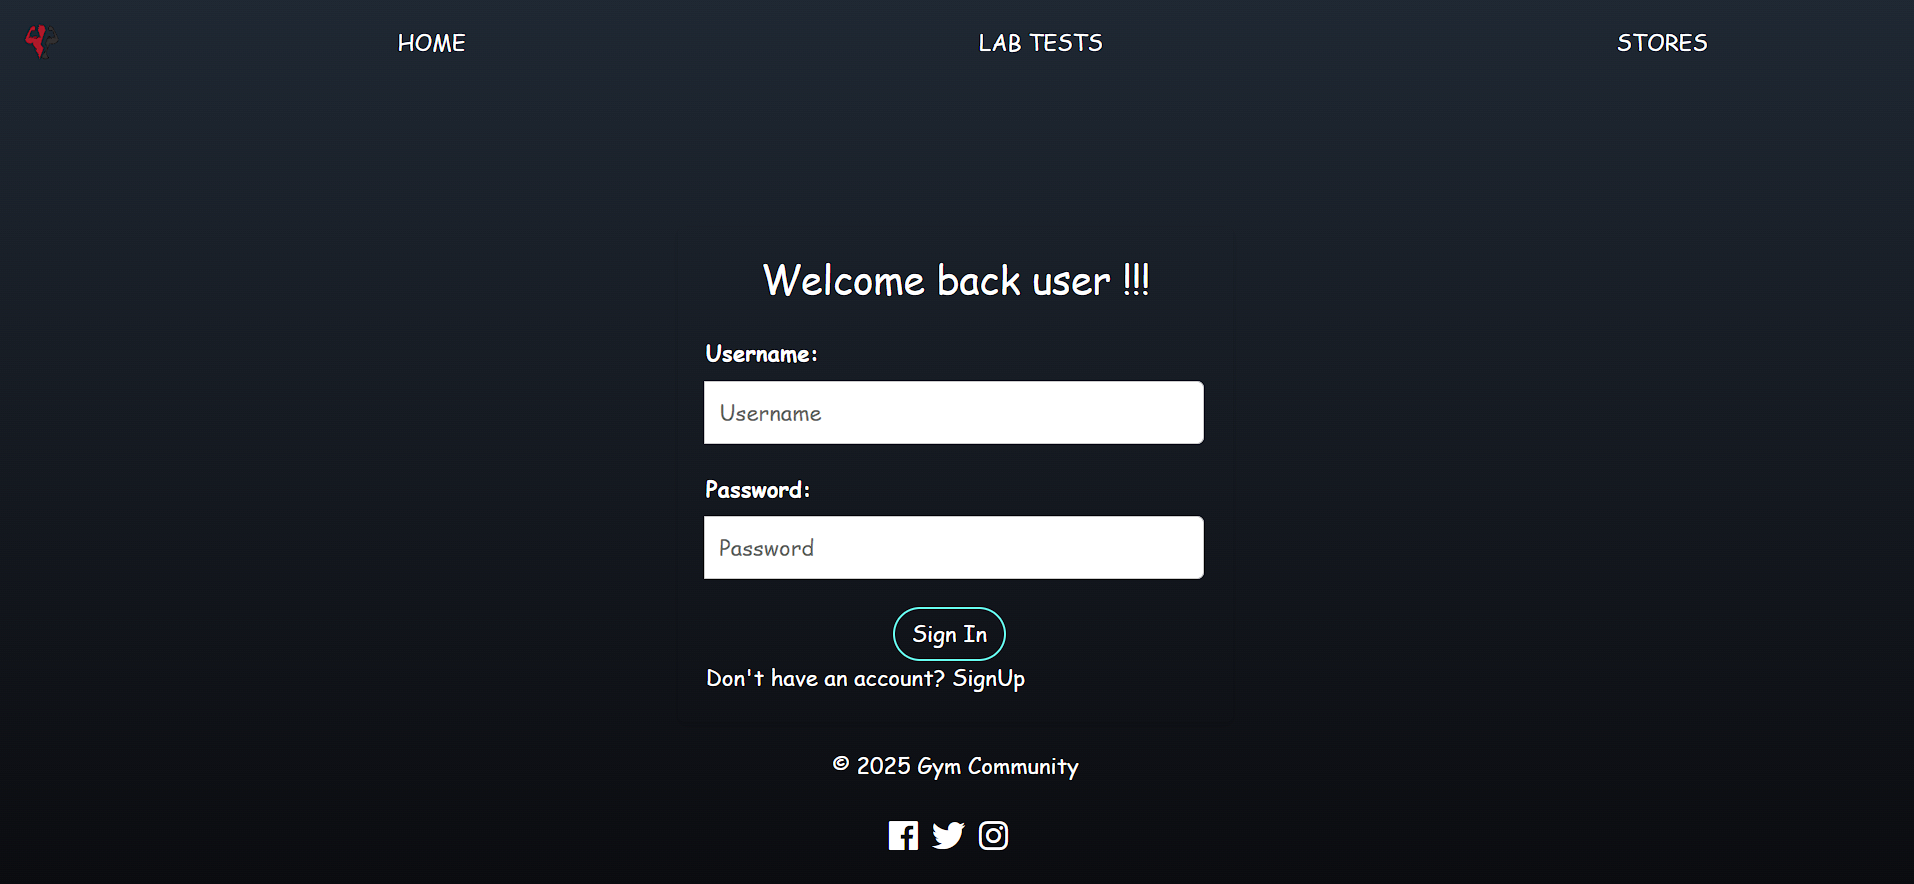 HOME LAB TESTS STORES
Welcome back user !!!
Username:
Username
Password:
Password
Sign In
Don't have an account? SignUp
© 2025 Gym Community